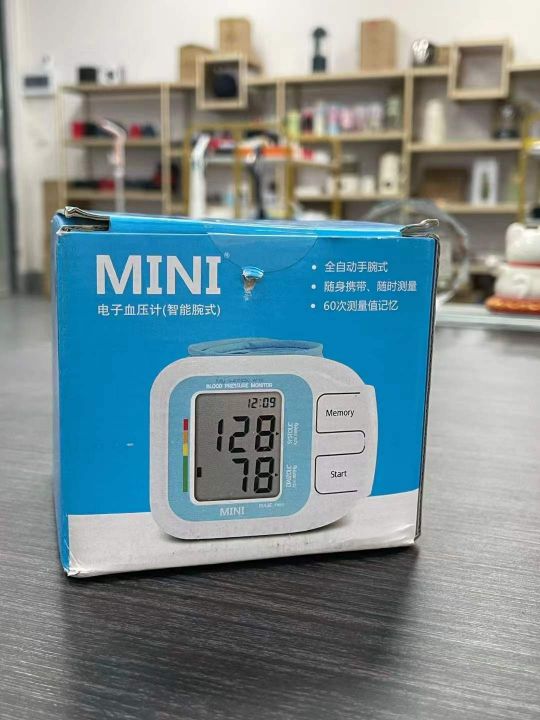 MINI®
电子血压计(智能腕式)
• 全自动手腕式
• 随身携带、随时测量
• 60次测量值记忆
BLOOD PRESSURE MONITOR
12:09
128
SYSTOLIC
78
DIASTOLIC
MINI
PULSE
Memory
Start